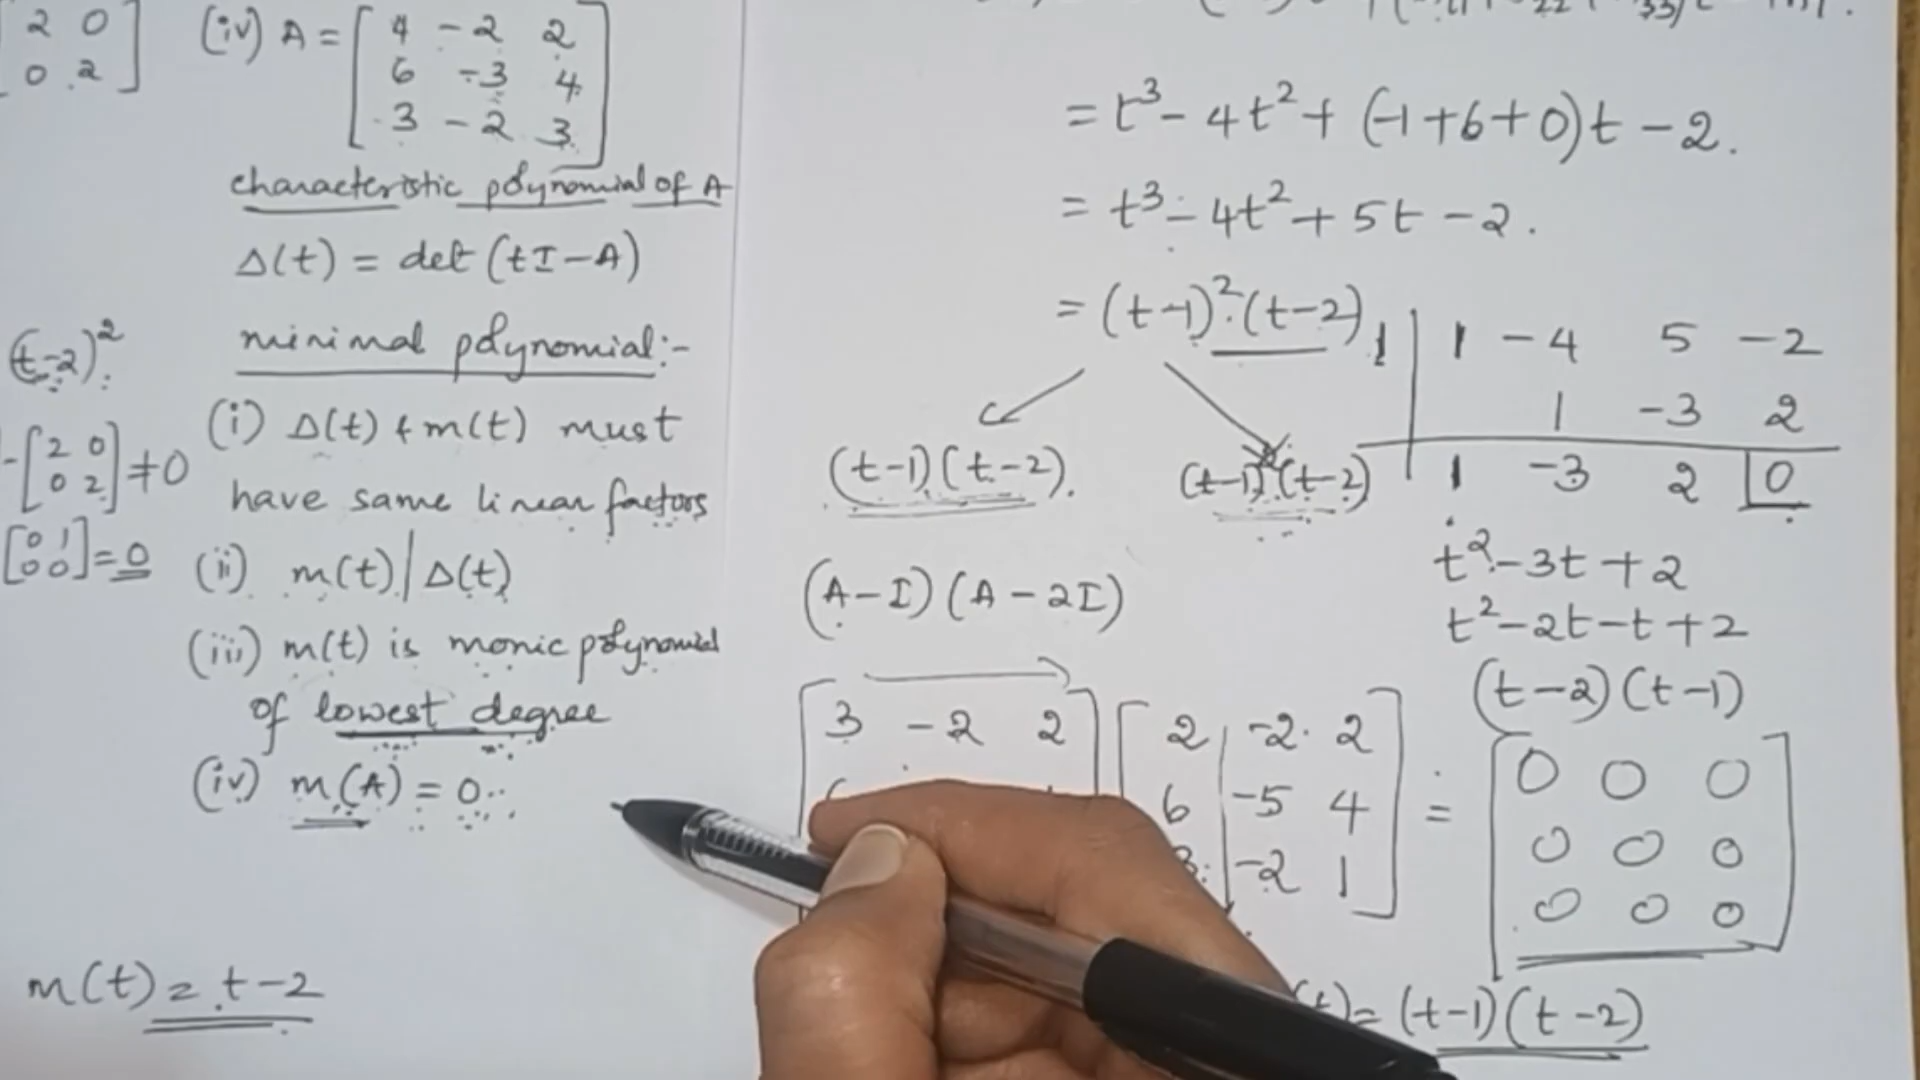 2 0
0 2
(iv) A = [ 4 -2 2
6 -3 4
3 -2 3 ]
characteristic polynomial of A
Δ(t) = det (tI-A)
minimal polynomial:-
(i) Δ(t) & m(t) must
have same linear factors
(ii) m(t) | Δ(t)
(iii) m(t) is monic polynomial
of lowest degree
(iv) m(A) = 0
(t-2)²
-[ 2 0
0 2 ] ≠ 0
[ 0 1
0 0 ] = 0
m(t) = t-2
= t³ - 4t² + (-1+6+0)t - 2.
= t³ - 4t² + 5t - 2.
= (t-1)² (t-2)
(t-1)(t-2). (t-1)²(t-2)
(A-I)(A-2I)
[ 3 -2 2
[ 2 -2 2
6 -5 4
3 -2 1 ] =
[ 0 0 0
0 0 0
0 0 0 ]
(t) = (t-1)(t-2)
1 | 1 -4 5 -2
1 -3 2
1 -3 2 0
t²-3t+2
t²-2t-t+2
(t-2)(t-1)